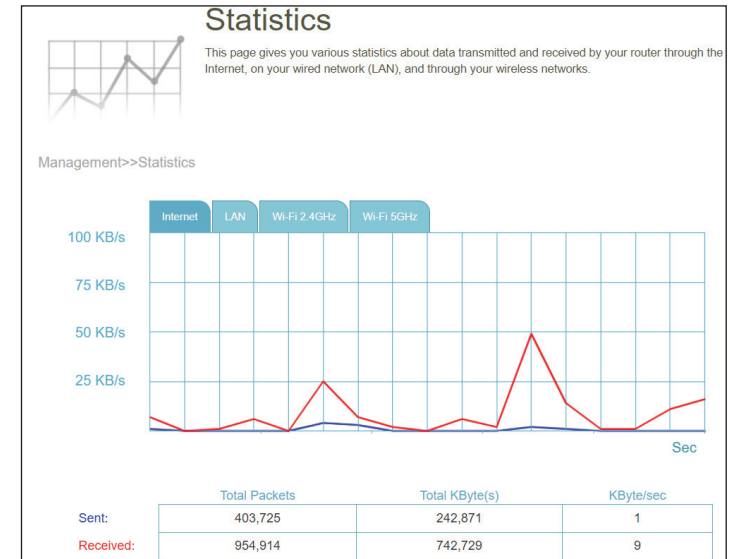 Statistics
This page gives you various statistics about data transmitted and received by your router through the
Internet, on your wired network (LAN), and through your wireless networks.
Management>>Statistics
Internet LAN Wi-Fi 2.4GHz Wi-Fi 5GHz
100 KB/s
75 KB/s
50 KB/s
25 KB/s
Sec
Total Packets Total KByte(s) KByte/sec
Sent: 403,725 242,871 1
Received: 954,914 742,729 9